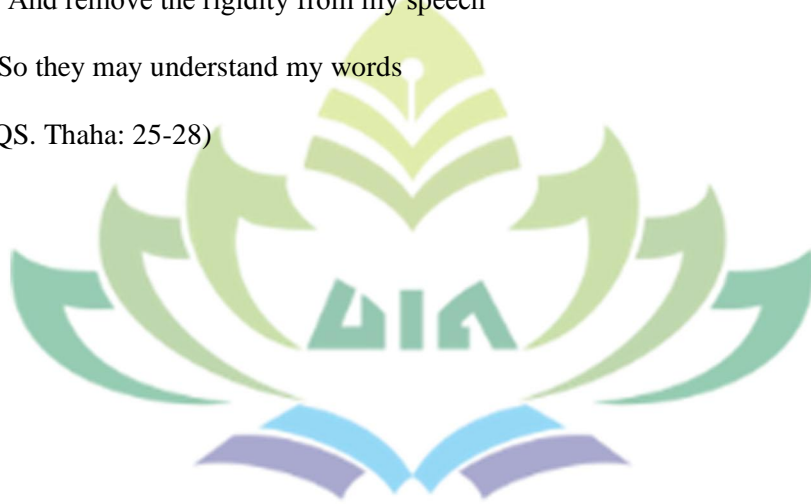 And remove the rigidity from my speech
So they may understand my words
QS. Thaha: 25-28)